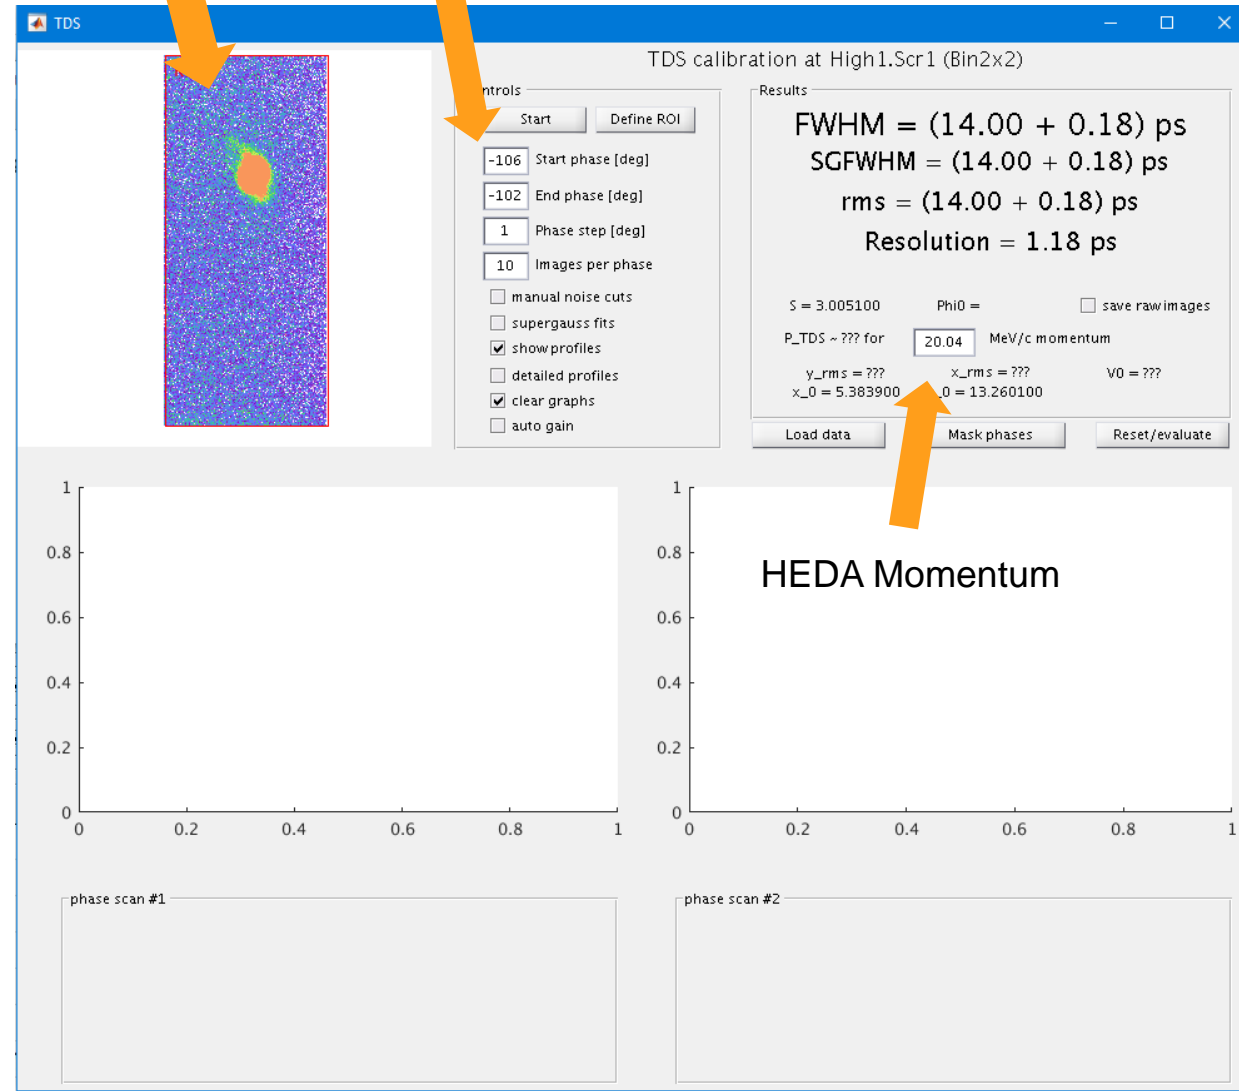 TDS
TDS calibration at High1.Scr1 (Bin2x2)
ntrols
Start
Define ROI
-106 Start phase [deg]
-102 End phase [deg]
1 Phase step [deg]
10 Images per phase
manual noise cuts
supergauss fits
show profiles
detailed profiles
clear graphs
auto gain
Results
FWHM = (14.00 + 0.18) ps
SGFWHM = (14.00 + 0.18) ps
rms = (14.00 + 0.18) ps
Resolution = 1.18 ps
S = 3.005100 Phi0 = save raw images
P_TDS ~ ??? for 20.04 MeV/c momentum
y_rms = ??? x_rms = ??? V0 = ???
x_0 = 5.383900 _0 = 13.260100
Load data
Mask phases
Reset/evaluate
HEDA Momentum
1
0.8
0.6
0.4
0.2
0
0 0.2 0.4 0.6 0.8 1
1
0.8
0.6
0.4
0.2
0
0 0.2 0.4 0.6 0.8 1
phase scan #1
phase scan #2